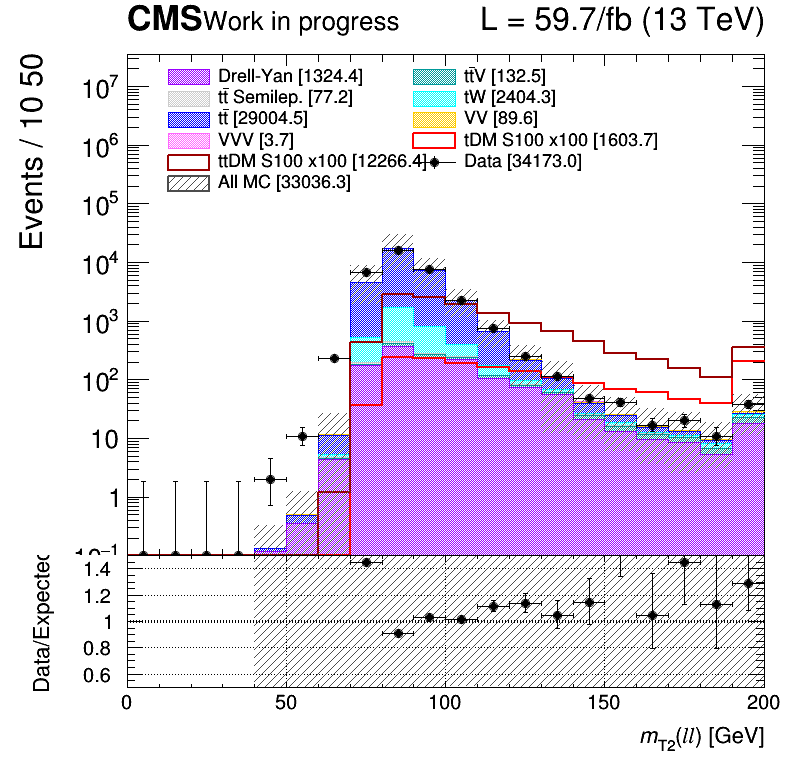 CMS Work in progress L = 59.7/fb (13 TeV)
Events / 10 50
10⁷
10⁶
10⁵
10⁴
10³
10²
10
1
10⁻¹
Drell-Yan [1324.4] tt̄V [132.5]
tt̄ Semilep. [77.2] tW [2404.3]
tt̄ [29004.5] VV [89.6]
VVV [3.7] tDM S100 x100 [1603.7]
ttDM S100 x100 [12266.4] Data [34173.0]
All MC [33036.3]
Data/Expected
1.4
1.2
1
0.8
0.6
0 50 100 150 200
m_T2(ll) [GeV]